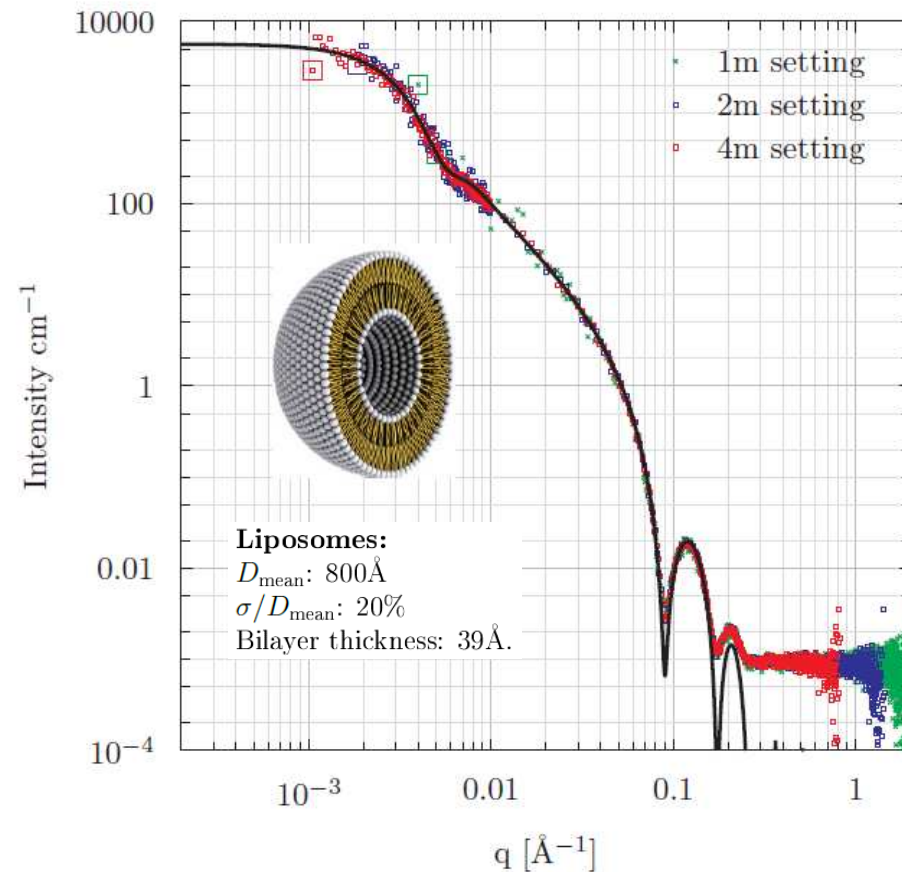 10000
100
1
0.01
10⁻⁴
Intensity cm⁻¹
1m setting
2m setting
4m setting
Liposomes:
D_mean: 800Å
σ/D_mean: 20%
Bilayer thickness: 39Å.
10⁻³ 0.01 0.1 1
q [Å⁻¹]